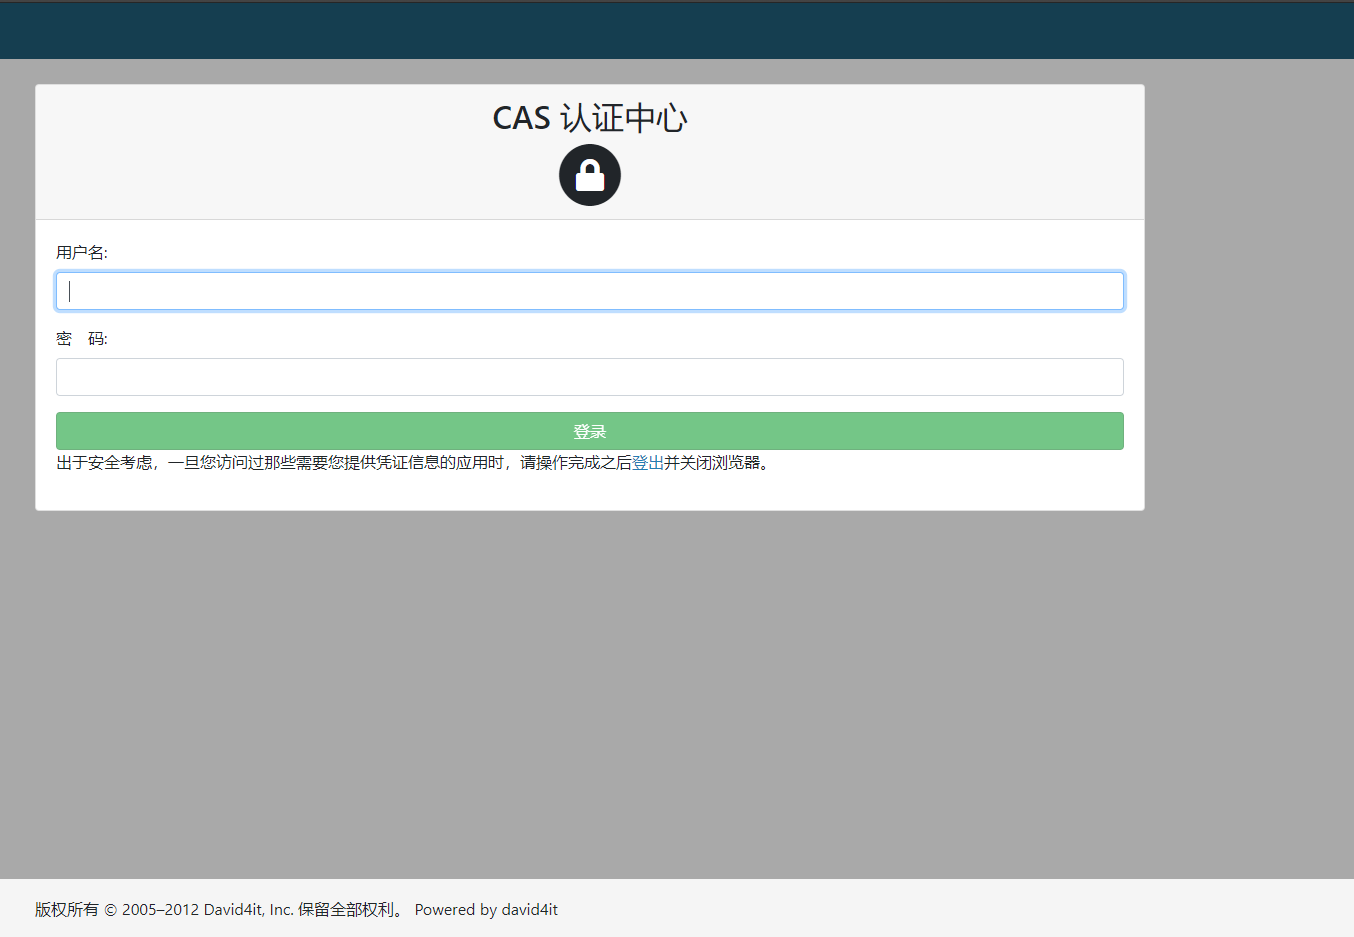 CAS 认证中心
用户名:
密　码:
登录
出于安全考虑，一旦您访问过那些需要您提供凭证信息的应用时，请操作完成之后登出并关闭浏览器。
版权所有 © 2005–2012 David4it, Inc. 保留全部权利。 Powered by david4it